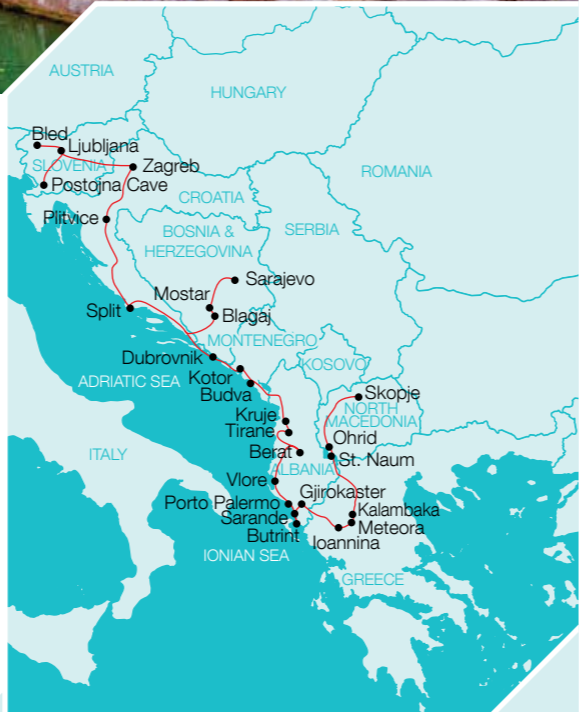 AUSTRIA
HUNGARY
Bled
Ljubljana
SLOVENIA
Zagreb
Postojna Cave
ROMANIA
CROATIA
Plitvice
BOSNIA &
HERZEGOVINA
SERBIA
Sarajevo
Mostar
Split
Blagaj
MONTENEGRO
Dubrovnik
KOSOVO
ADRIATIC SEA
Kotor
Budva
Skopje
NORTH
MACEDONIA
Kruje
Tirane
Ohrid
ITALY
Berat
St. Naum
ALBANIA
Vlore
Gjirokaster
Porto Palermo
Kalambaka
Sarande
Meteora
Butrint
Ioannina
IONIAN SEA
GREECE